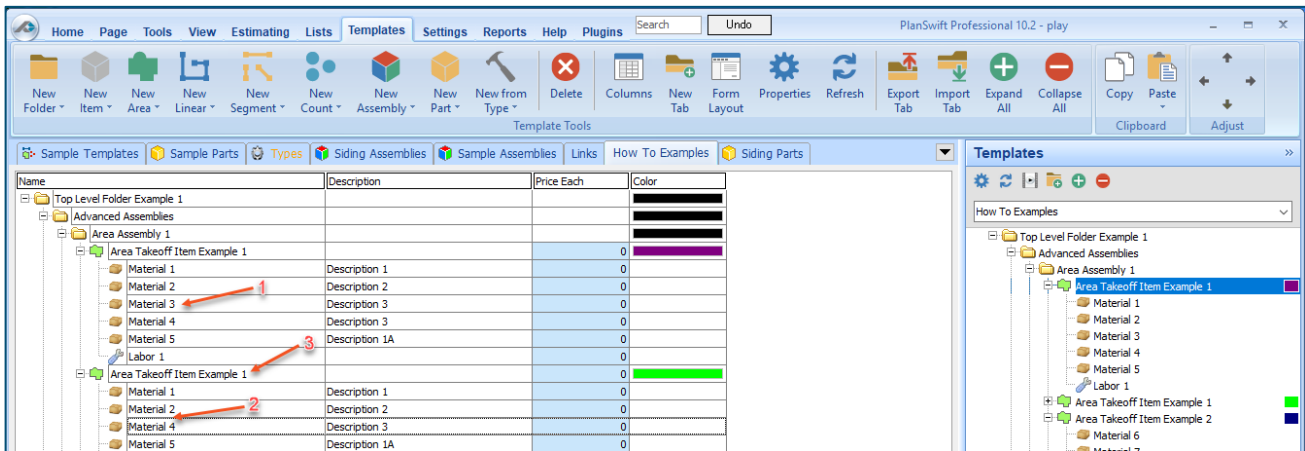 Search
Undo
PlanSwift Professional 10.2 - play
Home Page Tools View Estimating Lists Templates Settings Reports Help Plugins
New Folder
New Item
New Area
New Linear
New Segment
New Count
New Assembly
New Part
New from Type
Delete
Columns
New Tab
Form Layout
Properties
Refresh
Export Tab
Import Tab
Expand All
Collapse All
Copy
Paste
Template Tools
Clipboard
Adjust
Sample Templates Sample Parts Types Siding Assemblies Sample Assemblies Links How To Examples Siding Parts
Name Description Price Each Color
Top Level Folder Example 1
Advanced Assemblies
Area Assembly 1
Area Takeoff Item Example 1 0
Material 1 Description 1 0
Material 2 Description 2 0
1
Material 3 Description 3 0
Material 4 Description 3 0
Material 5 Description 1A 0
3
Labor 1 0
Area Takeoff Item Example 1 0
Material 1 Description 1 0
Material 2 Description 2 0
2
Material 4 Description 3 0
Material 5 Description 1A 0
Templates »
How To Examples
Top Level Folder Example 1
Advanced Assemblies
Area Assembly 1
Area Takeoff Item Example 1
Material 1
Material 2
Material 3
Material 4
Material 5
Labor 1
Area Takeoff Item Example 1
Area Takeoff Item Example 2
Material 6
Material 7